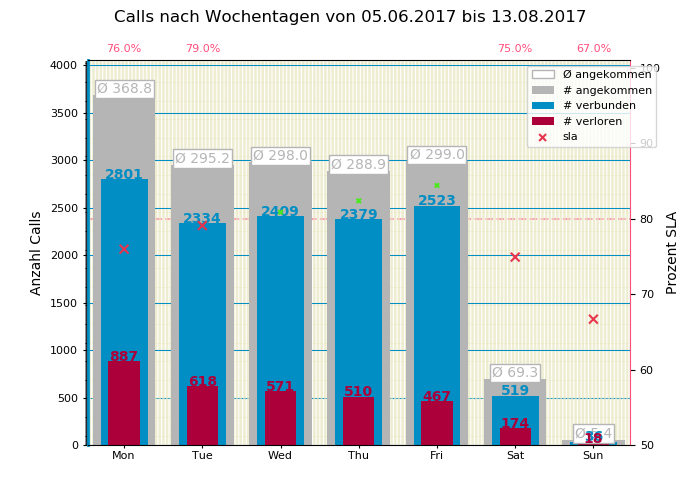 Calls nach Wochentagen von 05.06.2017 bis 13.08.2017
76.0% 79.0% 75.0% 67.0%
4000
3500
3000
2500
2000
1500
1000
500
0
Anzahl Calls
100
90
80
70
60
50
Prozent SLA
Ø angekommen
# angekommen
# verbunden
# verloren
sla
Ø 368.8
Ø 295.2
Ø 298.0
Ø 288.9
Ø 299.0
Ø 69.3
2801
2334
2409
2379
2523
519
887
618
571
510
467
174
18
Mon Tue Wed Thu Fri Sat Sun